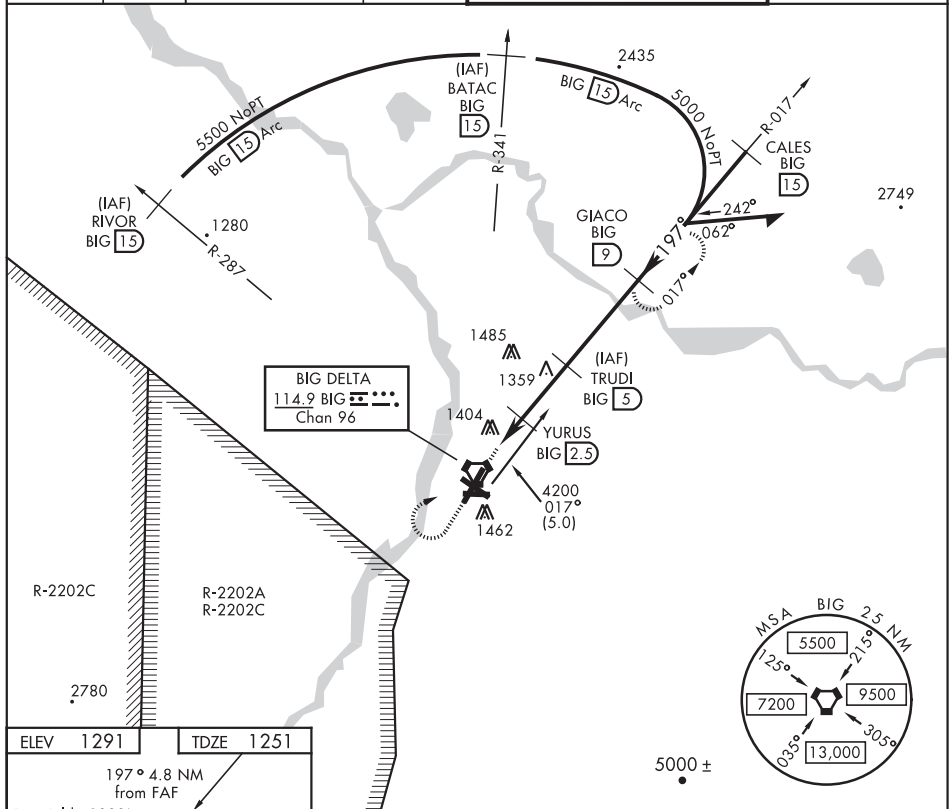 (IAF)
BATAC
BIG
15
2435
BIG 15 Arc
5000 NoPT
5500 NoPT
BIG 15 Arc
R-341
R-017
CALES
BIG
15
(IAF)
RIVOR
BIG 15
1280
R-287
GIACO
BIG
9
242°
062°
197°
017°
2749
1485
1359
(IAF)
TRUDI
BIG 5
BIG DELTA
114.9 BIG
Chan 96
1404
YURUS
BIG 2.5
4200
017°
(5.0)
1462
R-2202C
R-2202A
R-2202C
2780
MSA BIG 25 NM
5500
125°
215°
7200
9500
035°
305°
13,000
5000 ±
ELEV 1291
TDZE 1251
197° 4.8 NM
from FAF